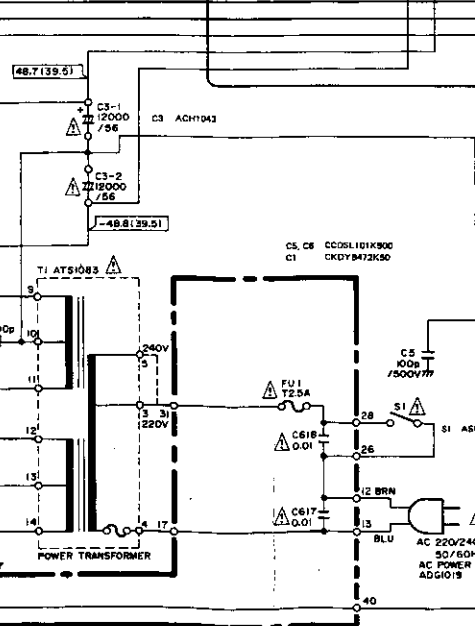 48.7(39.5)
+
C3-1
12000
/56
C3 ACH1043
C3-2
12000
/56
-48.8(39.5)
C5, C6 CCDSL101K500
C1 CKDYB472K50
T1 ATS1083
9
10
11
12
13
14
240V
5
3 31
220V
4 17
POWER TRANSFORMER
FU1
T2.5A
C618
0.01
C617
0.01
28
26
12 BRN
13
BLU
40
S1
S1
C5
100p
/500V
AC 220/240
50/60H
AC POWER
ADG1019